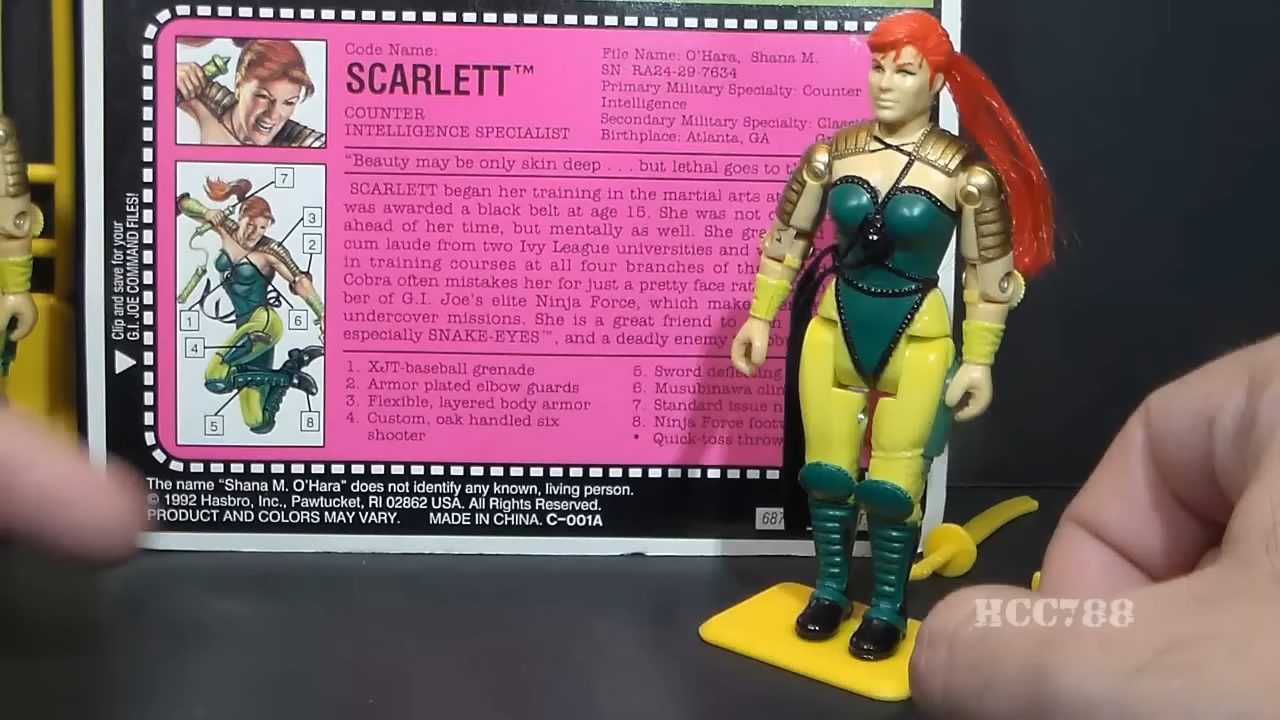 Code Name:
SCARLETT™
COUNTER
INTELLIGENCE SPECIALIST
File Name: O'Hara, Shana M.
SN: RA24-29-7634
Primary Military Specialty: Counter
Intelligence
Secondary Military Specialty:
Birthplace: Atlanta, GA
"Beauty may be only skin deep . . . but lethal goes to
SCARLETT began her training in the martial arts
was awarded a black belt at age 15. She was not
ahead of her time, but mentally as well. She
cum laude from two Ivy League universities and
in training courses at all four branches of
Cobra often mistakes her for just a pretty face
ber of G.I. Joe's elite Ninja Force, which
undercover missions. She is a great friend to
especially SNAKE-EYES™, and a deadly enemy
7
3
2
1
6
4
5
8
1. XJT-baseball grenade
2. Armor plated elbow guards
3. Flexible, layered body armor
4. Custom, oak handled six
shooter
5. Sword
6. Musubinawa
7. Standard issue
8. Ninja Force
• Quick-toss
Clip and save for your
G.I. JOE COMMAND FILES!
The name "Shana M. O'Hara" does not identify any known, living person.
© 1992 Hasbro, Inc., Pawtucket, RI 02862 USA. All Rights Reserved.
PRODUCT AND COLORS MAY VARY. MADE IN CHINA. C-001A
687
HCC788